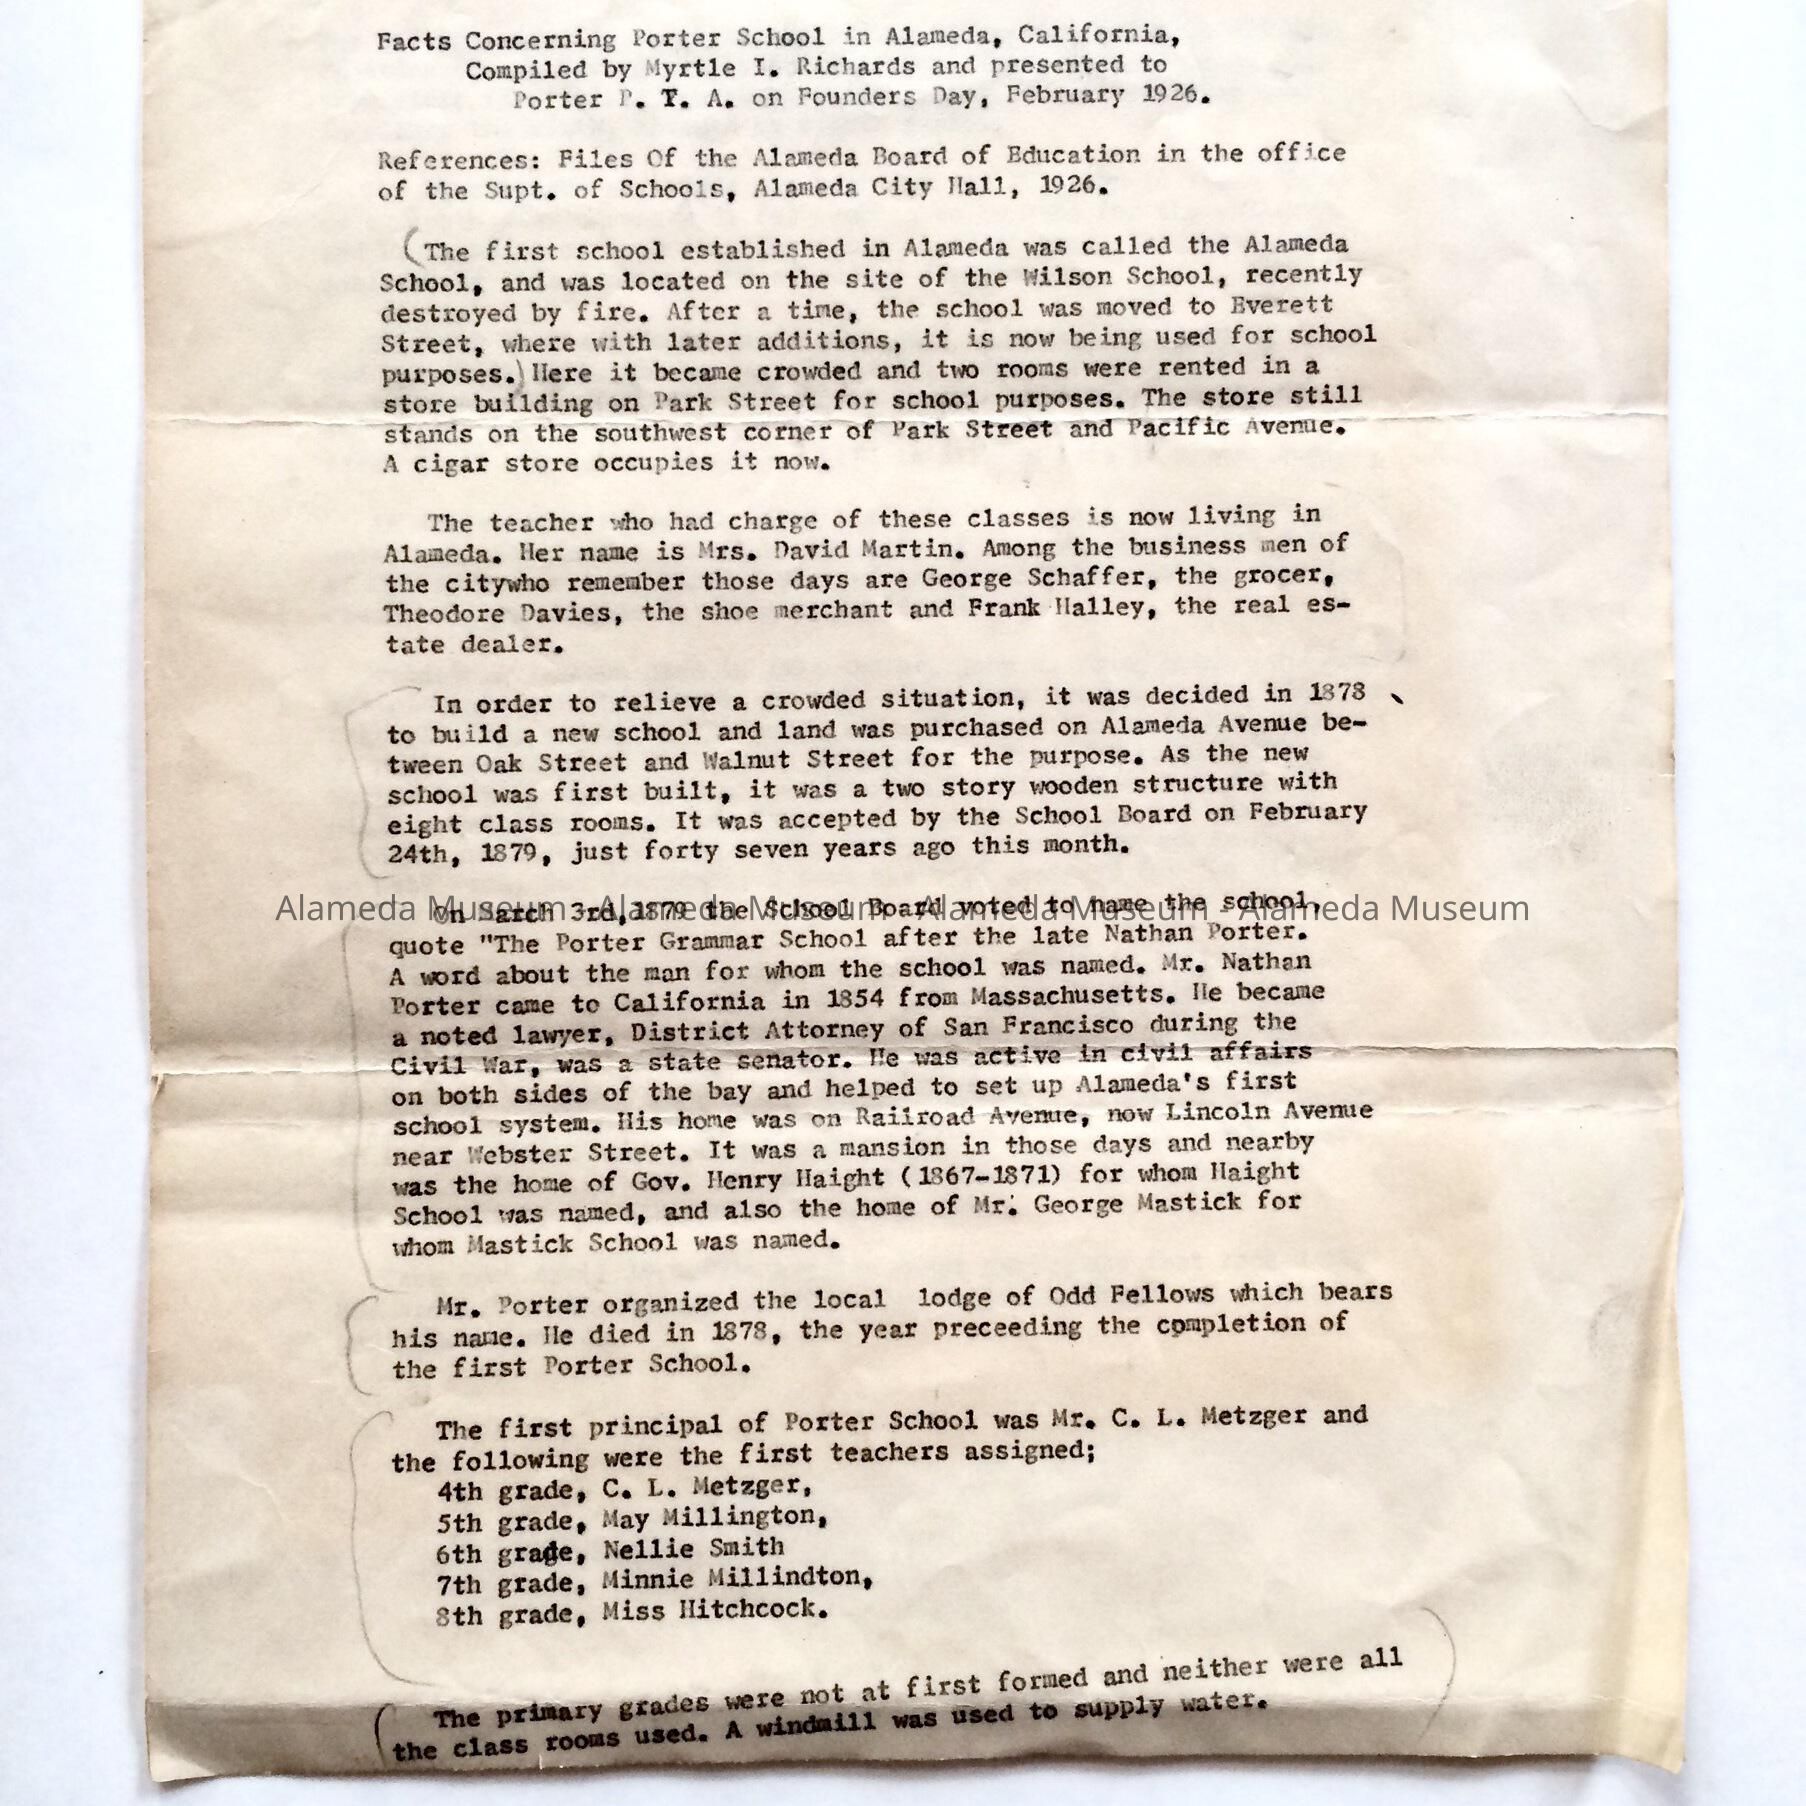 Facts Concerning Porter School in Alameda, California,
Compiled by Myrtle I. Richards and presented to
Porter P. T. A. on Founders Day, February 1926.
References: Files Of the Alameda Board of Education in the office
of the Supt. of Schools, Alameda City Hall, 1926.
(The first school established in Alameda was called the Alameda
School, and was located on the site of the Wilson School, recently
destroyed by fire. After a time, the school was moved to Everett
Street, where with later additions, it is now being used for school
purposes.) Here it became crowded and two rooms were rented in a
store building on Park Street for school purposes. The store still
stands on the southwest corner of Park Street and Pacific Avenue.
A cigar store occupies it now.
The teacher who had charge of these classes is now living in
Alameda. Her name is Mrs. David Martin. Among the business men of
the citywho remember those days are George Schaffer, the grocer,
Theodore Davies, the shoe merchant and Frank Halley, the real es-
tate dealer.
In order to relieve a crowded situation, it was decided in 1878
to build a new school and land was purchased on Alameda Avenue be-
tween Oak Street and Walnut Street for the purpose. As the new
school was first built, it was a two story wooden structure with
eight class rooms. It was accepted by the School Board on February
24th, 1879, just forty seven years ago this month.
On March 3rd, 1879 the School Board voted to name the school,
Alameda Museum - Alameda Museum - Alameda Museum - Alameda Museum
quote "The Porter Grammar School after the late Nathan Porter.
A word about the man for whom the school was named. Mr. Nathan
Porter came to California in 1854 from Massachusetts. He became
a noted lawyer, District Attorney of San Francisco during the
Civil War, was a state senator. He was active in civil affairs
on both sides of the bay and helped to set up Alameda's first
school system. His home was on Railroad Avenue, now Lincoln Avenue
near Webster Street. It was a mansion in those days and nearby
was the home of Gov. Henry Haight (1867-1871) for whom Haight
School was named, and also the home of Mr. George Mastick for
whom Mastick School was named.
Mr. Porter organized the local lodge of Odd Fellows which bears
his name. He died in 1878, the year preceeding the completion of
the first Porter School.
The first principal of Porter School was Mr. C. L. Metzger and
the following were the first teachers assigned;
4th grade, C. L. Metzger,
5th grade, May Millington,
6th grade, Nellie Smith
7th grade, Minnie Millindton,
8th grade, Miss Hitchcock.
(The primary grades were not at first formed and neither were all
the class rooms used. A windmill was used to supply water.)